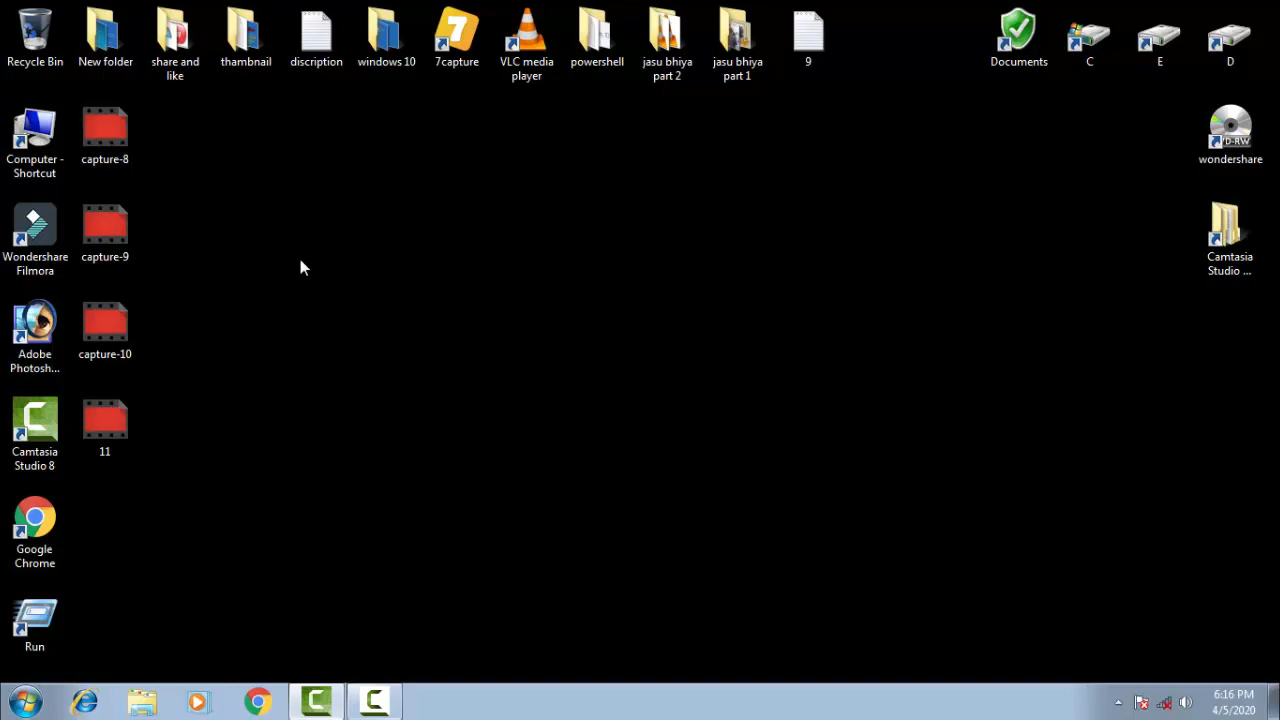 Recycle Bin
New folder
share and
like
thambnail
discription
windows 10
7
7capture
VLC media
player
powershell
jasu bhiya
part 2
jasu bhiya
part 1
9
Documents
C
E
D
Computer -
Shortcut
capture-8
D-RW
wondershare
Wondershare
Filmora
capture-9
Camtasia
Studio ...
Adobe
Photosh...
capture-10
Camtasia
Studio 8
11
Google
Chrome
Run
6:16 PM
4/5/2020